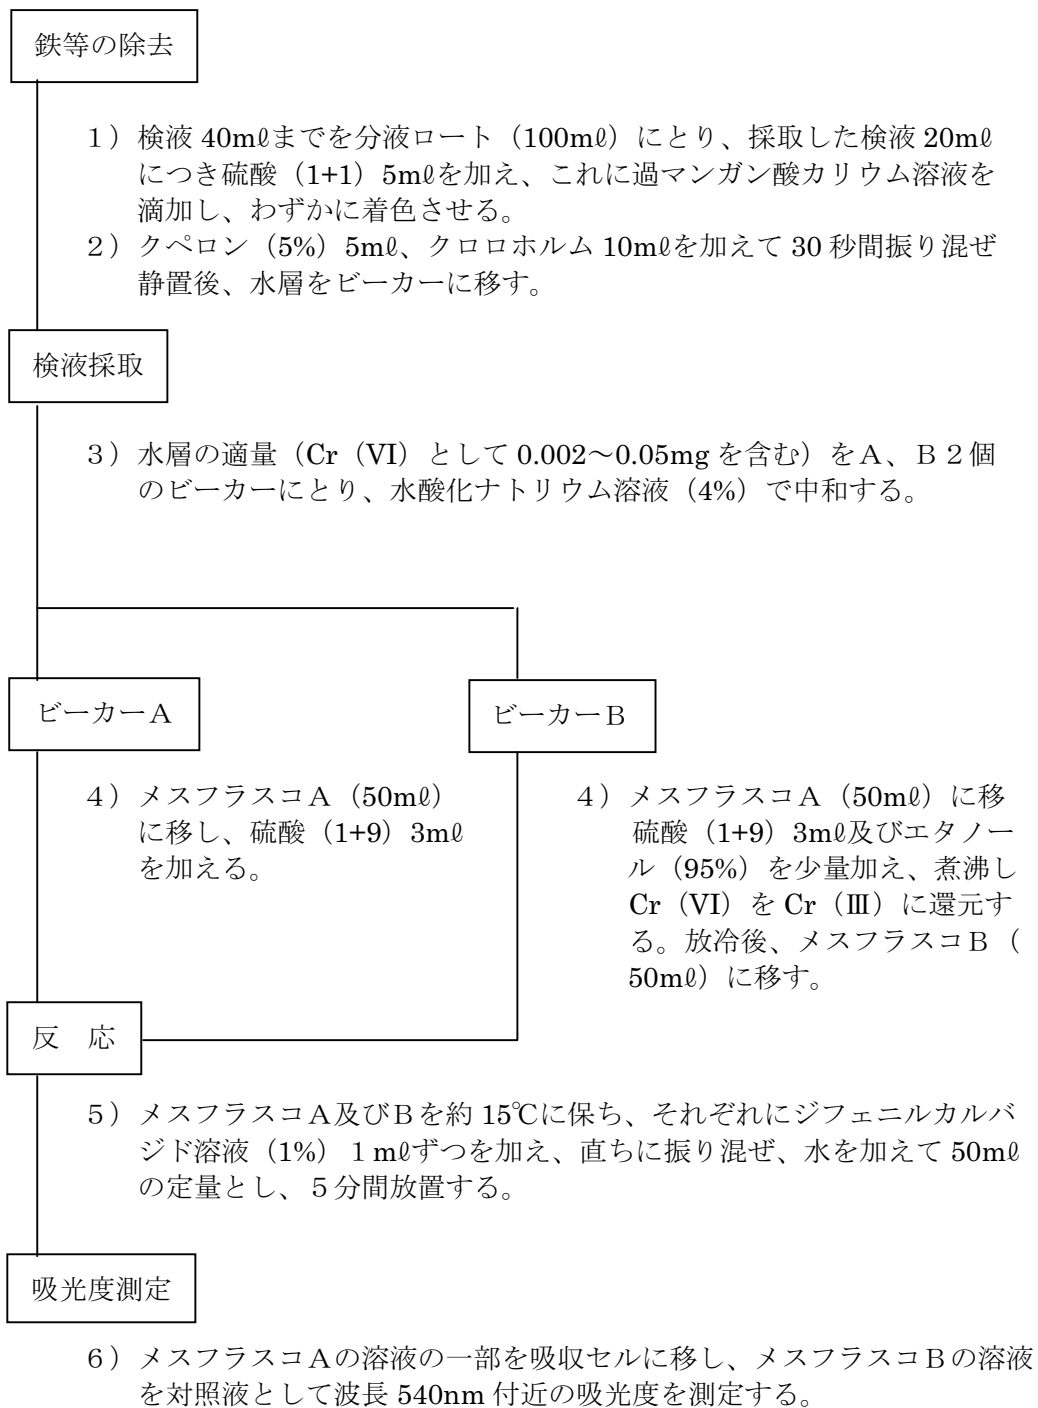 鉄等の除去
１）検液 40mℓまでを分液ロート（100mℓ）にとり、採取した検液 20mℓ
につき硫酸（1+1）5mℓを加え、これに過マンガン酸カリウム溶液を
滴加し、わずかに着色させる。
２）クペロン（5%）5mℓ、クロロホルム 10mℓを加えて 30 秒間振り混ぜ
静置後、水層をビーカーに移す。
検液採取
３）水層の適量（Cr（Ⅵ）として 0.002～0.05mg を含む）をＡ、Ｂ２個
のビーカーにとり、水酸化ナトリウム溶液（4%）で中和する。
ビーカーＡ
ビーカーＢ
４）メスフラスコＡ（50mℓ）
に移し、硫酸（1+9）3mℓ
を加える。
４）メスフラスコＡ（50mℓ）に移
硫酸（1+9）3mℓ及びエタノー
ル（95%）を少量加え、煮沸し
Cr（Ⅵ）を Cr（Ⅲ）に還元す
る。放冷後、メスフラスコＢ（
50mℓ）に移す。
反　応
５）メスフラスコＡ及びＢを約 15℃に保ち、それぞれにジフェニルカルバ
ジド溶液（1%）１mℓずつを加え、直ちに振り混ぜ、水を加えて 50mℓ
の定量とし、５分間放置する。
吸光度測定
６）メスフラスコＡの溶液の一部を吸収セルに移し、メスフラスコＢの溶液
を対照液として波長 540nm 付近の吸光度を測定する。